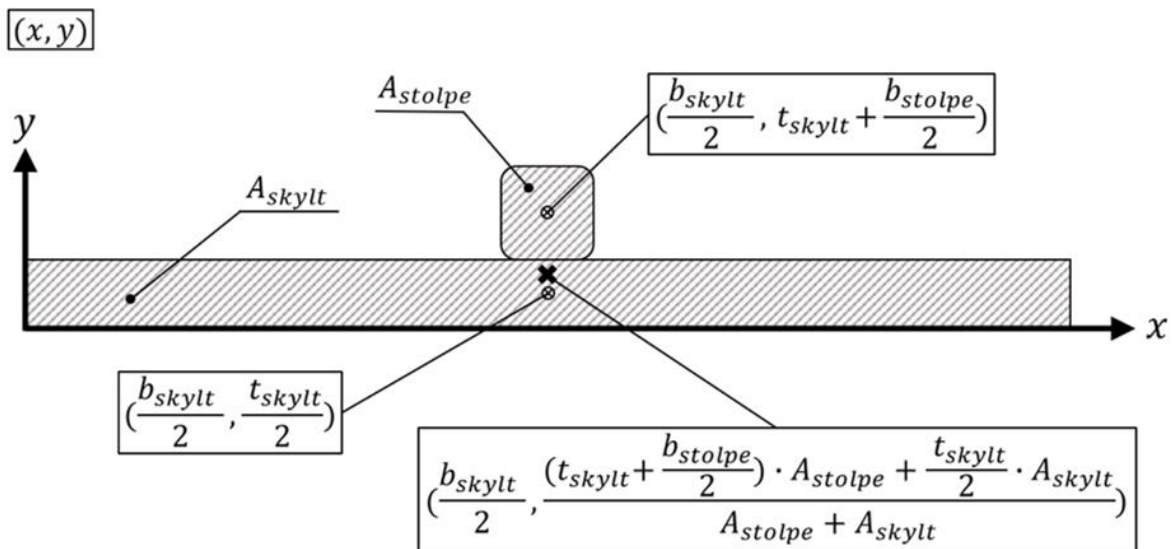 (x, y)
A_stolpe
(b_skylt/2, t_skylt + b_stolpe/2)
y
A_skylt
x
(b_skylt/2, t_skylt/2)
(b_skylt/2, ((t_skylt + b_stolpe/2) · A_stolpe + t_skylt/2 · A_skylt)/(A_stolpe + A_skylt))